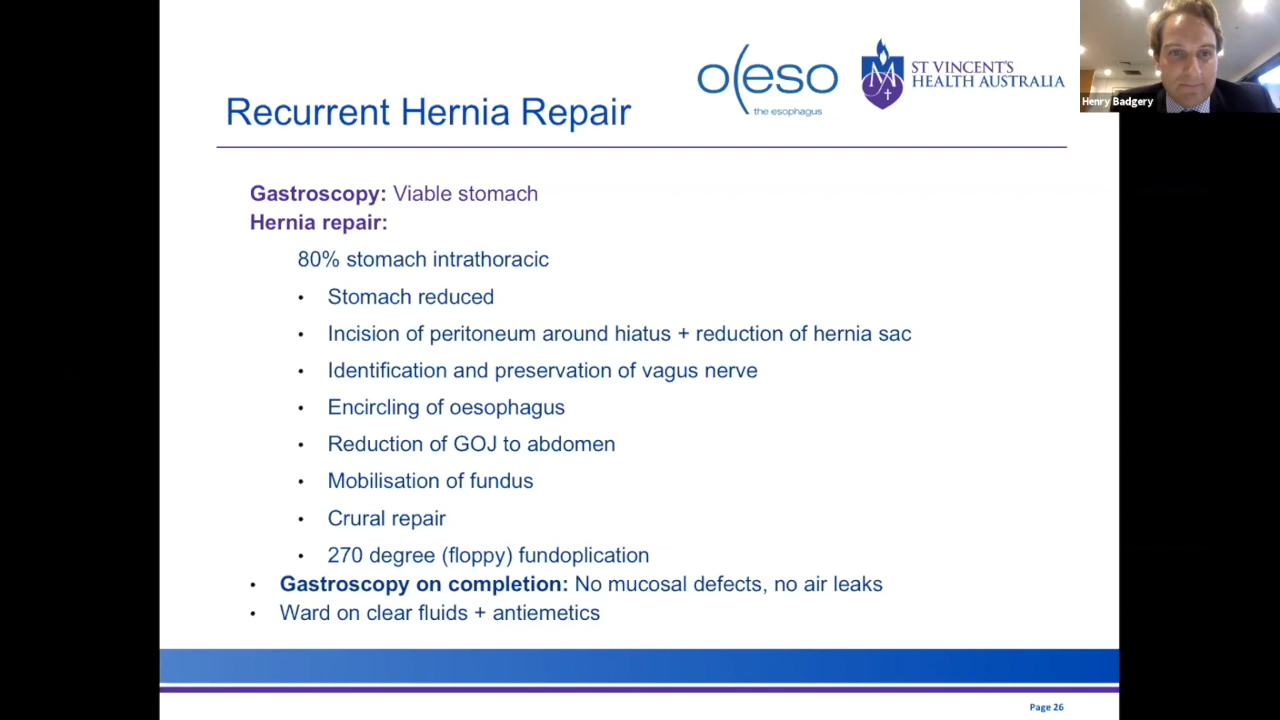 oeso
the esophagus
ST VINCENT'S
HEALTH AUSTRALIA
Henry Badgery
Recurrent Hernia Repair
Gastroscopy: Viable stomach
Hernia repair:
80% stomach intrathoracic
• Stomach reduced
• Incision of peritoneum around hiatus + reduction of hernia sac
• Identification and preservation of vagus nerve
• Encircling of oesophagus
• Reduction of GOJ to abdomen
• Mobilisation of fundus
• Crural repair
• 270 degree (floppy) fundoplication
• Gastroscopy on completion: No mucosal defects, no air leaks
• Ward on clear fluids + antiemetics
Page 26